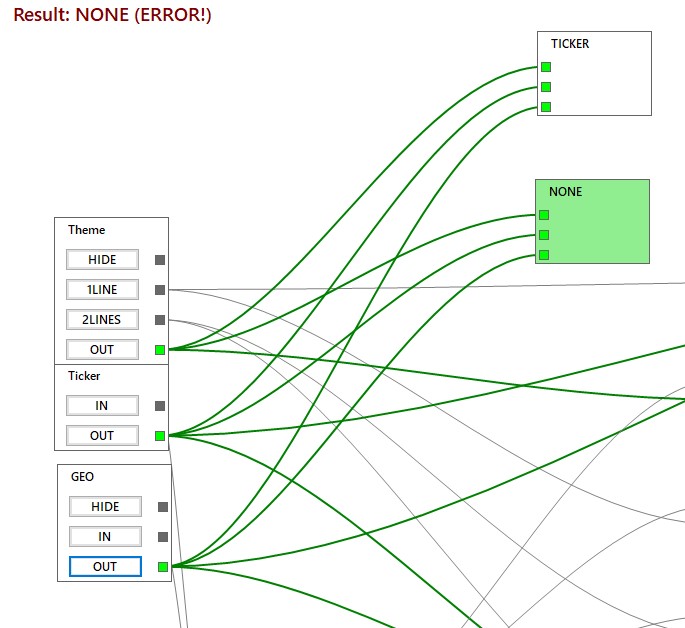 Result: NONE (ERROR!)
TICKER
NONE
Theme
HIDE
1LINE
2LINES
OUT
Ticker
IN
OUT
GEO
HIDE
IN
OUT